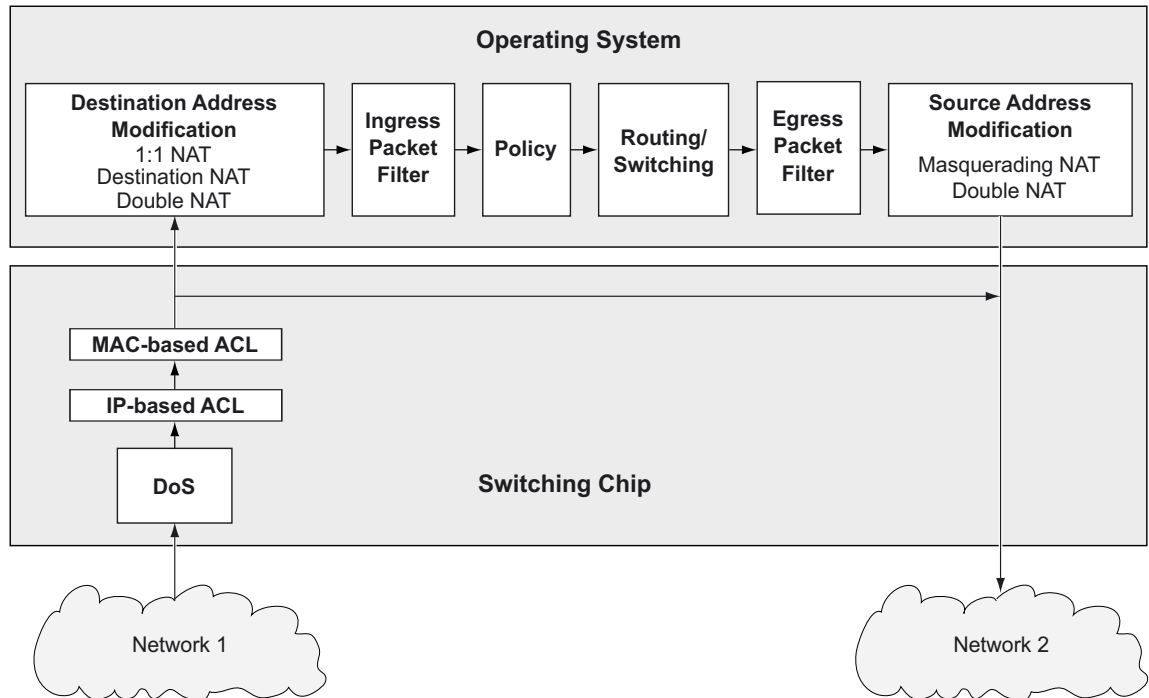 Operating System
Destination Address
Modification
1:1 NAT
Destination NAT
Double NAT
Ingress
Packet
Filter
Policy
Routing/
Switching
Egress
Packet
Filter
Source Address
Modification
Masquerading NAT
Double NAT
MAC-based ACL
IP-based ACL
DoS
Switching Chip
Network 1
Network 2